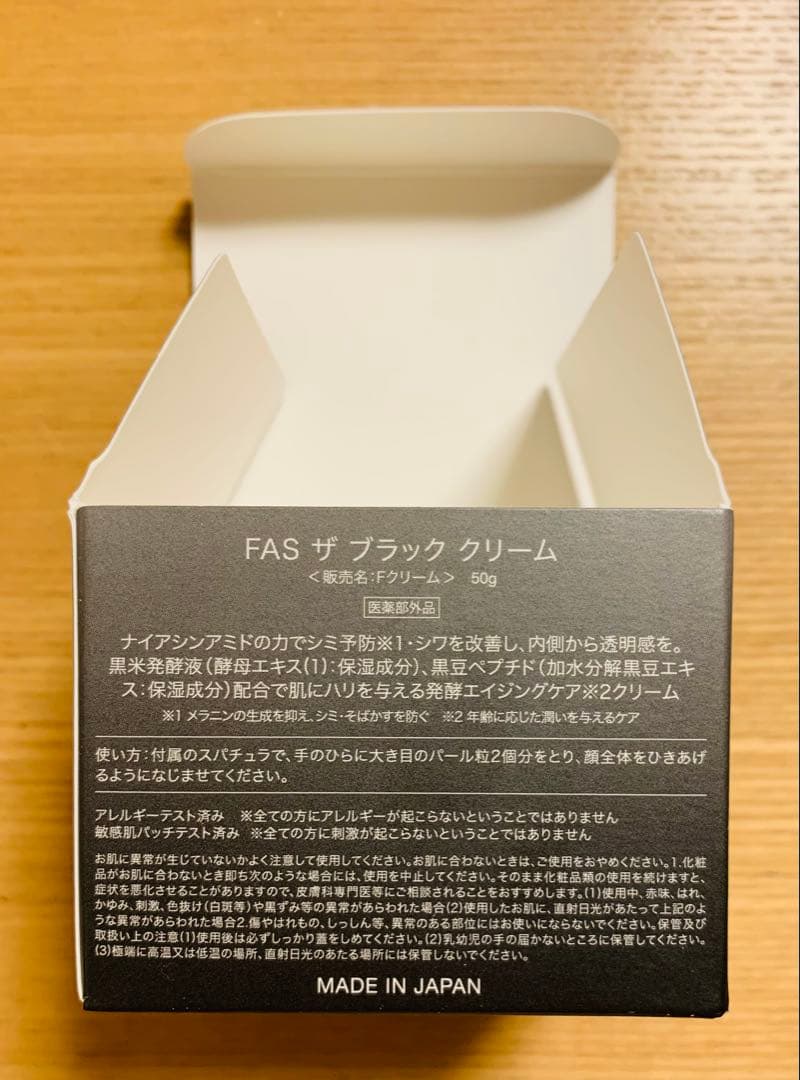 FAS ザ ブラック クリーム
＜販売名：Fクリーム＞ 50g
医薬部外品
ナイアシンアミドの力でシミ予防※1・シワを改善し、内側から透明感を。
黒米発酵液（酵母エキス(1)：保湿成分）、黒豆ペプチド（加水分解黒豆エキ
ス：保湿成分）配合で肌にハリを与える発酵エイジングケア※2クリーム
※1 メラニンの生成を抑え、シミ・そばかすを防ぐ ※2 年齢に応じた潤いを与えるケア
使い方：付属のスパチュラで、手のひらに大き目のパール粒2個分をとり、顔全体をひきあげ
るようになじませてください。
アレルギーテスト済み ※全ての方にアレルギーが起こらないということではありません
敏感肌パッチテスト済み ※全ての方に刺激が起こらないということではありません
お肌に異常が生じていないかよく注意して使用してください。お肌に合わないときは、ご使用をおやめください。1.化粧
品がお肌に合わないとき即ち次のような場合には、使用を中止してください。そのまま化粧品類の使用を続けますと、
症状を悪化させることがありますので、皮膚科専門医等にご相談されることをおすすめします。(1)使用中、赤味、はれ、
かゆみ、刺激、色抜け（白斑等）や黒ずみ等の異常があらわれた場合(2)使用したお肌に、直射日光があたって上記のよ
うな異常があらわれた場合2.傷やはれもの、しっしん等、異常のある部位にはお使いにならないでください。保管及び
取扱い上の注意(1)使用後は必ずしっかり蓋をしめてください。(2)乳幼児の手の届かないところに保管してください。
(3)極端に高温又は低温の場所、直射日光のあたる場所には保管しないでください。
MADE IN JAPAN